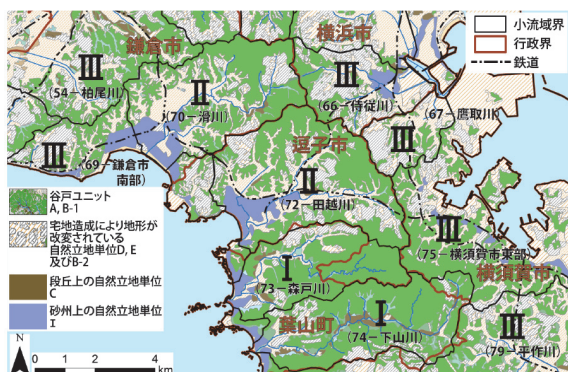 鎌倉市
横浜市
小流域界
行政界
鉄道
Ⅲ
(54－柏尾川)
Ⅱ
(70－滑川)
Ⅲ
(66－侍従川)
(67－鷹取川)
Ⅲ
Ⅲ
(69－鎌倉市
南部)
逗子市
Ⅱ
(72－田越川)
Ⅲ
(75－横須賀市東部)
横須賀市
谷戸ユニット
A, B-1
宅地造成により地形が
改変されている
自然立地単位D, E
及びB-2
段丘上の自然立地単位
C
砂州上の自然立地単位
I
Ⅰ
(73－森戸川)
葉山町
Ⅰ
(74－下山川)
Ⅲ
(79－平作川)
N
0 1 2 4
km